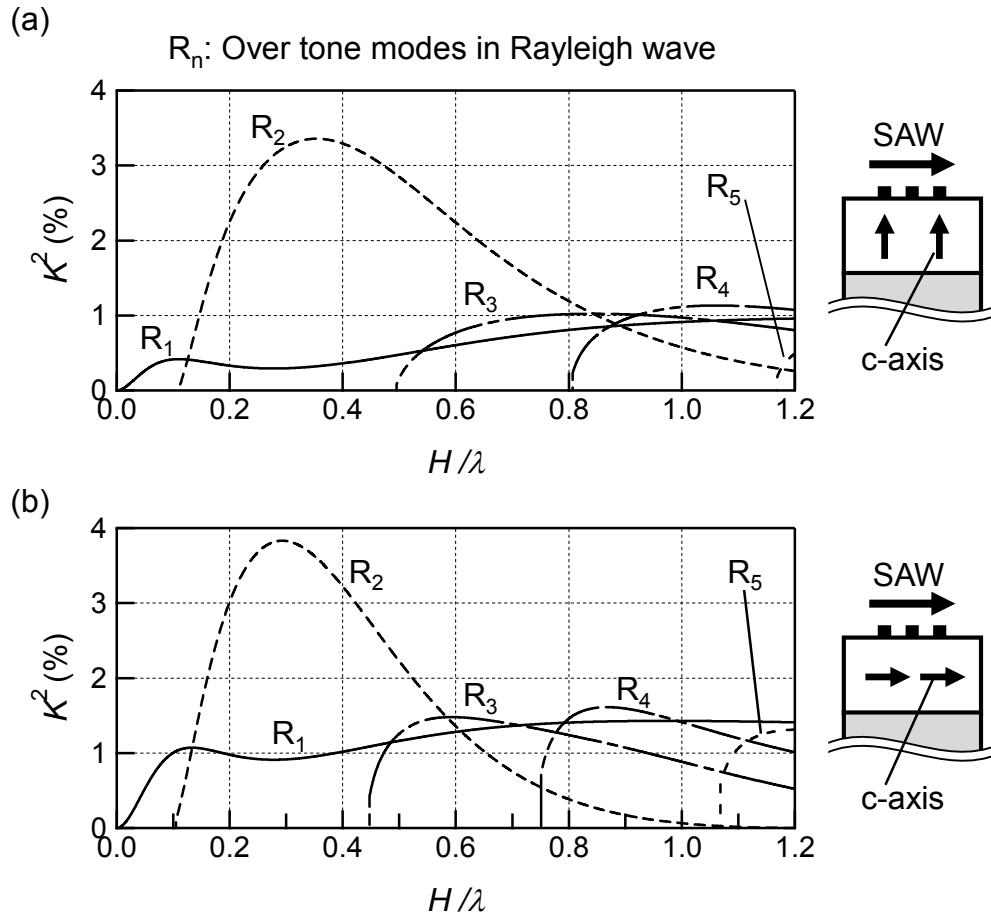 (a)
R_n: Over tone modes in Rayleigh wave
4
3
2
1
0
K² (%)
R₁
R₂
R₃
R₄
R₅
0.0 0.2 0.4 0.6 0.8 1.0 1.2
H/λ
SAW
c-axis
(b)
4
3
2
1
0
K² (%)
R₁
R₂
R₃
R₄
R₅
0.0 0.2 0.4 0.6 0.8 1.0 1.2
H/λ
SAW
c-axis